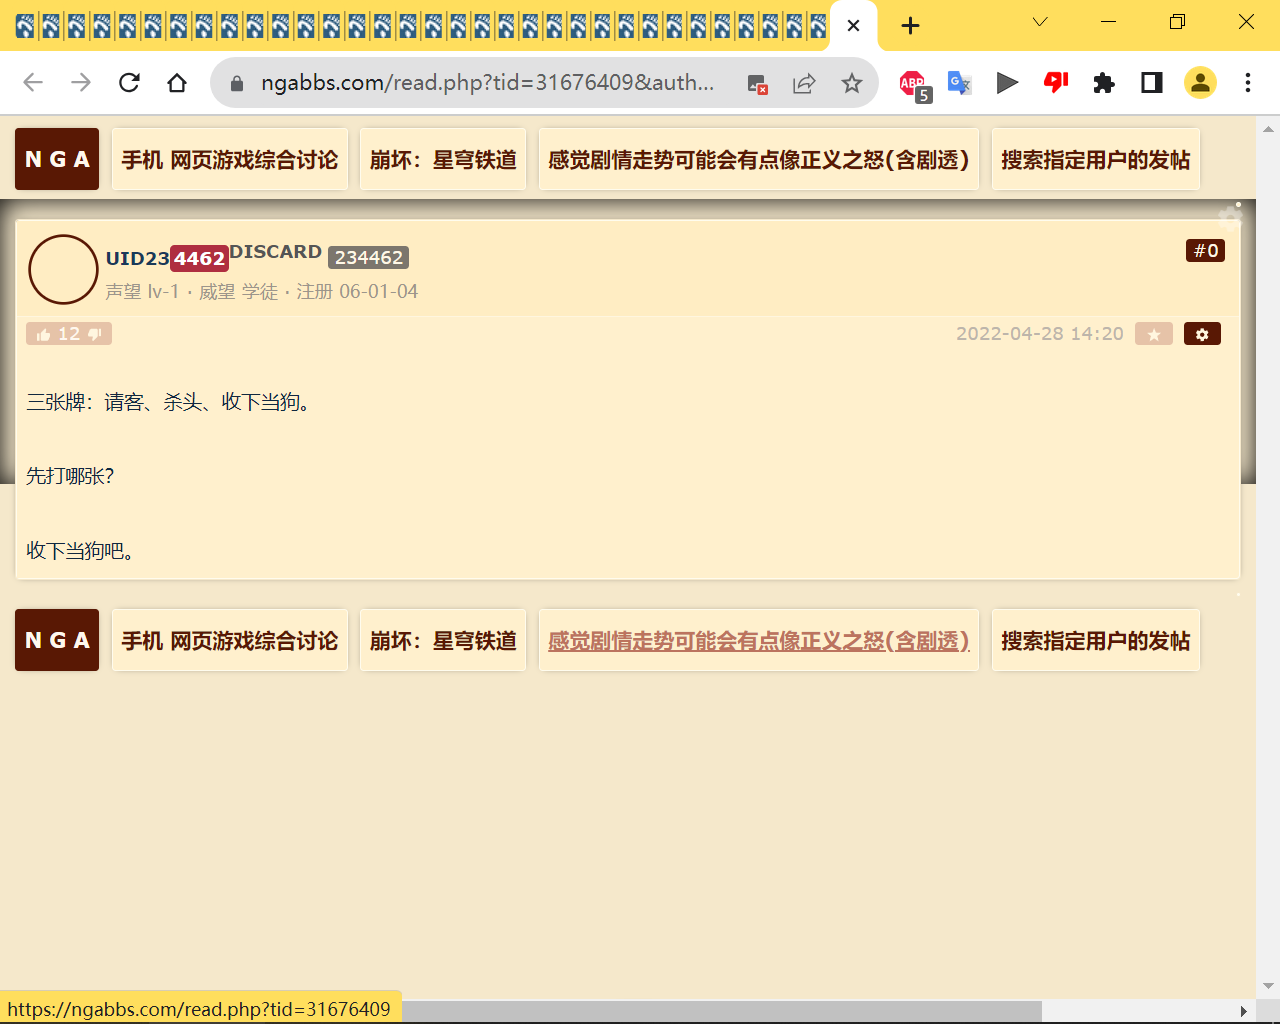 ngabbs.com/read.php?tid=31676409&auth...
ABP 5
N G A 手机 网页游戏综合讨论 崩坏：星穹铁道 感觉剧情走势可能会有点像正义之怒(含剧透) 搜索指定用户的发帖
UID234462 DISCARD 234462 #0
声望 lv-1 · 威望 学徒 · 注册 06-01-04
12 2022-04-28 14:20
三张牌：请客、杀头、收下当狗。
先打哪张？
收下当狗吧。
N G A 手机 网页游戏综合讨论 崩坏：星穹铁道 感觉剧情走势可能会有点像正义之怒(含剧透) 搜索指定用户的发帖
https://ngabbs.com/read.php?tid=31676409